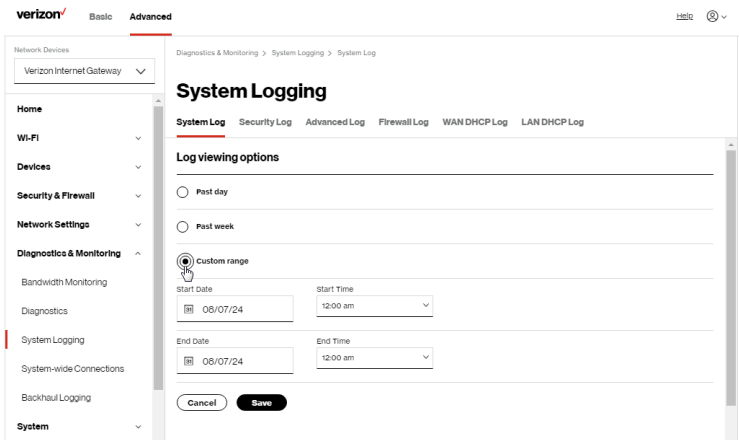 verizon✓ Basic Advanced Help
Network Devices
Verizon Internet Gateway
Home
Wi-Fi
Devices
Security & Firewall
Network Settings
Diagnostics & Monitoring
Bandwidth Monitoring
Diagnostics
System Logging
System-wide Connections
Backhaul Logging
System
Diagnostics & Monitoring > System Logging > System Log
System Logging
System Log Security Log Advanced Log Firewall Log WAN DHCP Log LAN DHCP Log
Log viewing options
Past day
Past week
Custom range
Start Date Start Time
08/07/24 12:00 am
End Date End Time
08/07/24 12:00 am
Cancel Save